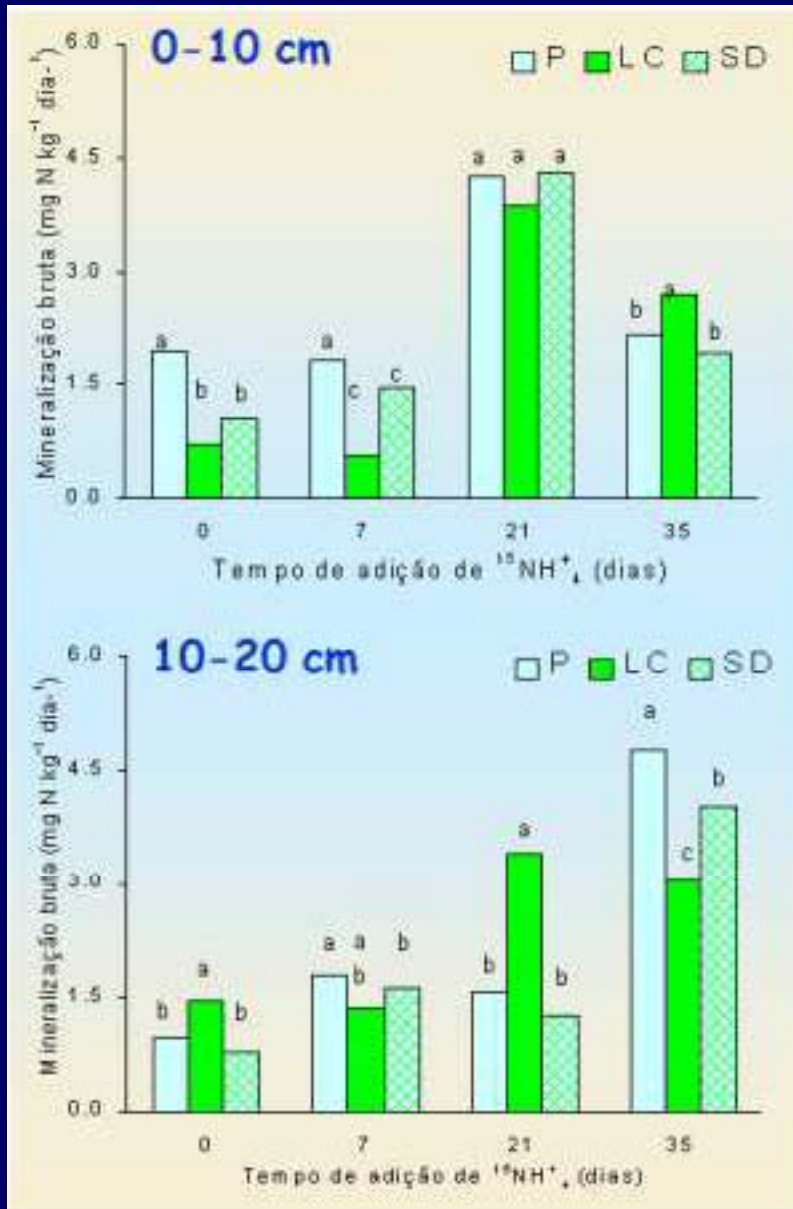 0-10 cm
P LC SD
Mineralização bruta (mg N kg⁻¹ dia-¹)
6.0
4.5
3.0
1.5
0.0
a b b
a c c
a a a
b a b
0 7 21 35
Tempo de adição de ¹⁵NH⁺₄ (dias)
10-20 cm
P LC SD
Mineralização bruta (mg N kg⁻¹ dia-¹)
6.0
4.5
3.0
1.5
0.0
b a b
a a b
b
b a b
a c b
0 7 21 35
Tempo de adição de ¹⁵NH⁺₄ (dias)